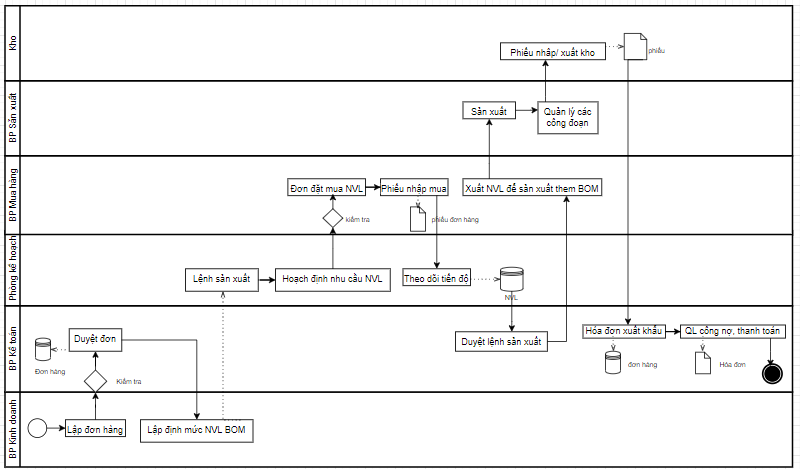 Kho
Phiếu nhập/ xuất kho
phiếu
BP Sản xuất
Sản xuất
Quản lý các
công đoạn
BP Mua hàng
Đơn đặt mua NVL
Phiếu nhập mua
Xuất NVL để sản xuất them BOM
kiểm tra
phiếu đơn hàng
Phòng kế hoạch
Lệnh sản xuất
Hoạch định nhu cầu NVL
Theo dõi tiến độ
NVL
BP Kế toán
Duyệt đơn
Đơn hàng
Kiểm tra
Duyệt lệnh sản xuất
Hóa đơn xuất khẩu
QL công nợ, thanh toán
đơn hàng
Hóa đơn
BP Kinh doanh
Lập đơn hàng
Lập định mức NVL BOM